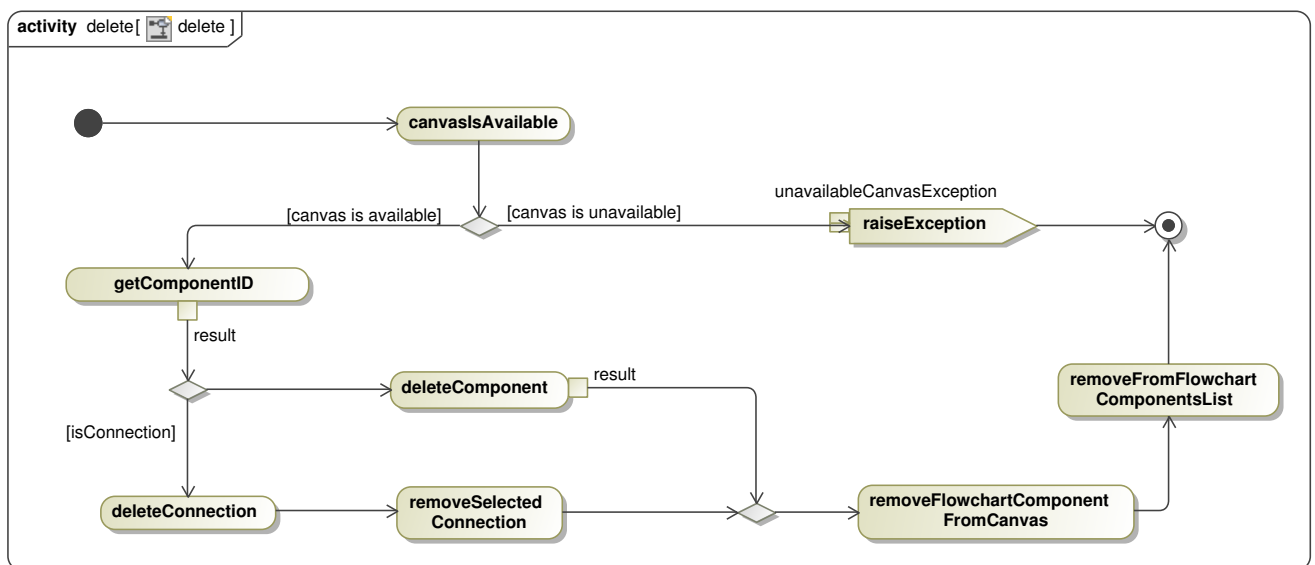 activity delete[ delete ]
canvasIsAvailable
unavailableCanvasException
[canvas is available]
[canvas is unavailable]
raiseException
getComponentID
result
deleteComponent
result
removeFromFlowchart
ComponentsList
[isConnection]
deleteConnection
removeSelected
Connection
removeFlowchartComponent
FromCanvas